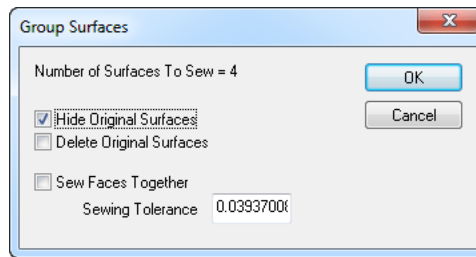 Group Surfaces
Number of Surfaces To Sew = 4
OK
Hide Original Surfaces
Cancel
Delete Original Surfaces
Sew Faces Together
Sewing Tolerance 0.03937008